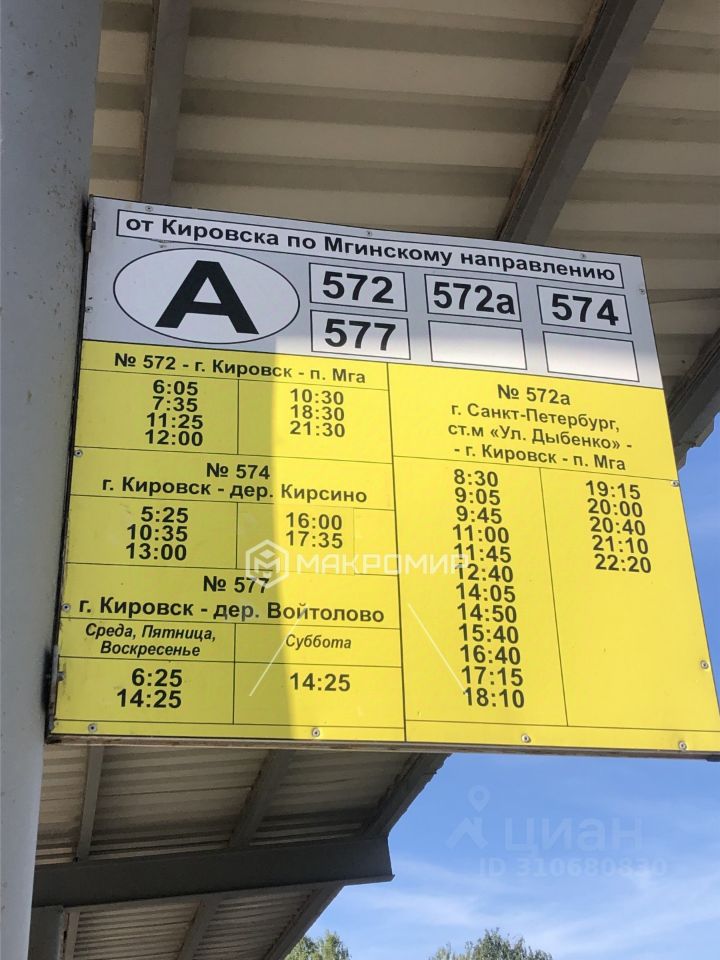 от Кировска по Мгинскому направлению
А
572 572а 574
577
№ 572 - г. Кировск - п. Мга
6:05
7:35
11:25
12:00
10:30
18:30
21:30
№ 574
г. Кировск - дер. Кирсино
5:25
10:35
13:00
16:00
17:35
№ 577
г. Кировск - дер. Войтолово
Среда, Пятница,
Воскресенье
6:25
14:25
Суббота
14:25
№ 572а
г. Санкт-Петербург,
ст.м «Ул. Дыбенко» -
- г. Кировск - п. Мга
8:30
9:05
9:45
11:00
11:45
12:40
14:05
14:50
15:40
16:40
17:15
18:10
19:15
20:00
20:40
21:10
22:20
МАКРОМИР
циан
ID 310680830